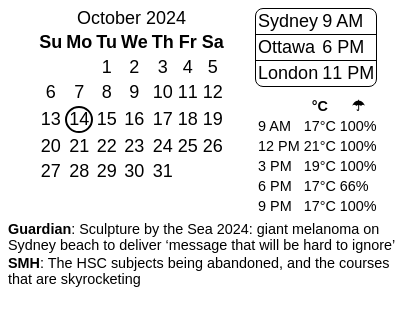 October 2024
Su Mo Tu We Th Fr Sa
1 2 3 4 5
6 7 8 9 10 11 12
13 14 15 16 17 18 19
20 21 22 23 24 25 26
27 28 29 30 31
Sydney 9 AM
Ottawa 6 PM
London 11 PM
°C ☂
9 AM 17°C 100%
12 PM 21°C 100%
3 PM 19°C 100%
6 PM 17°C 66%
9 PM 17°C 100%
Guardian: Sculpture by the Sea 2024: giant melanoma on
Sydney beach to deliver ‘message that will be hard to ignore’
SMH: The HSC subjects being abandoned, and the courses
that are skyrocketing